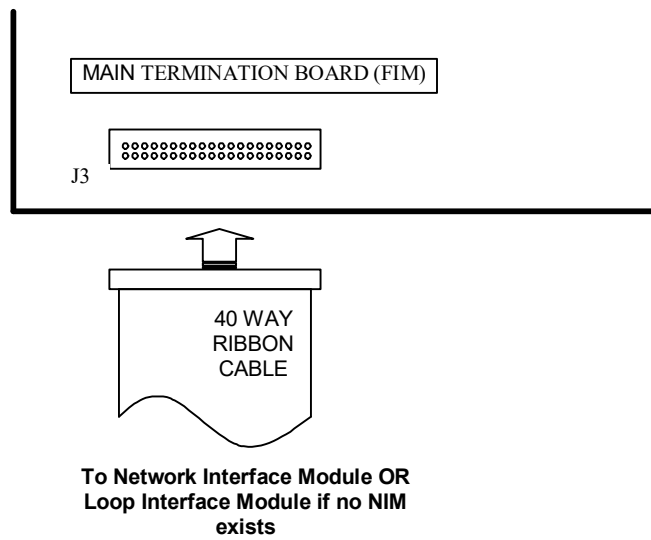 MAIN TERMINATION BOARD (FIM)
J3
40 WAY
RIBBON
CABLE
To Network Interface Module OR
Loop Interface Module if no NIM
exists